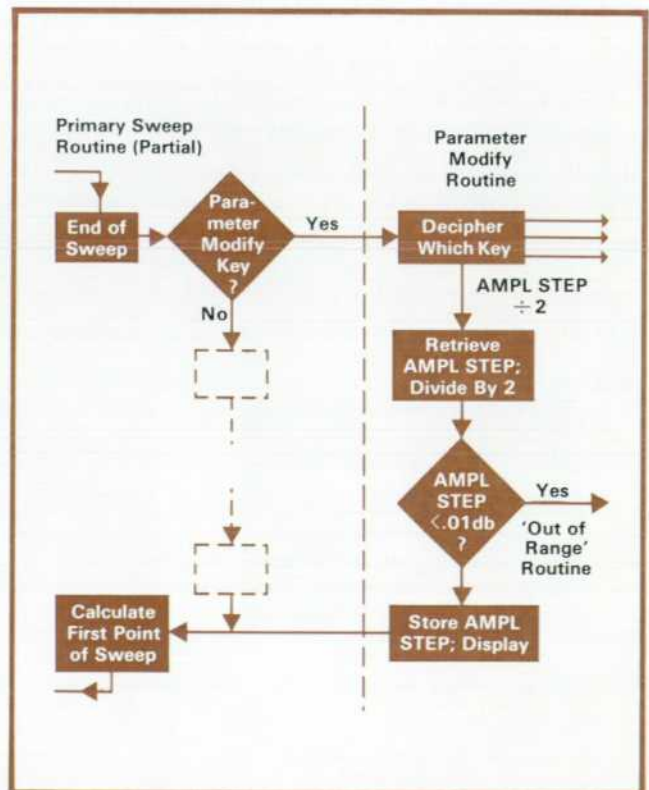 Primary Sweep
Routine (Partial)
End of
Sweep
Para-
meter
Modify
Key
?
Yes
No
Parameter
Modify
Routine
Decipher
Which Key
AMPL STEP
÷ 2
Retrieve
AMPL STEP;
Divide By 2
AMPL
STEP
<.01db
?
Yes
'Out of
Range'
Routine
Store AMPL
STEP; Display
Calculate
First Point
of Sweep